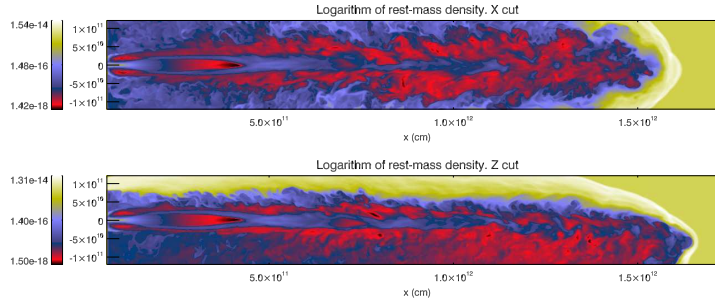 Logarithm of rest-mass density. X cut
1.54e-14
1×10¹¹
5×10¹⁰
1.48e-16
0
-5×10¹⁰
-1×10¹¹
1.42e-18
5.0×10¹¹
1.0×10¹²
1.5×10¹²
x (cm)
Logarithm of rest-mass density. Z cut
1.31e-14
1×10¹¹
5×10¹⁰
1.40e-16
0
-5×10¹⁰
-1×10¹¹
1.50e-18
5.0×10¹¹
1.0×10¹²
1.5×10¹²
x (cm)